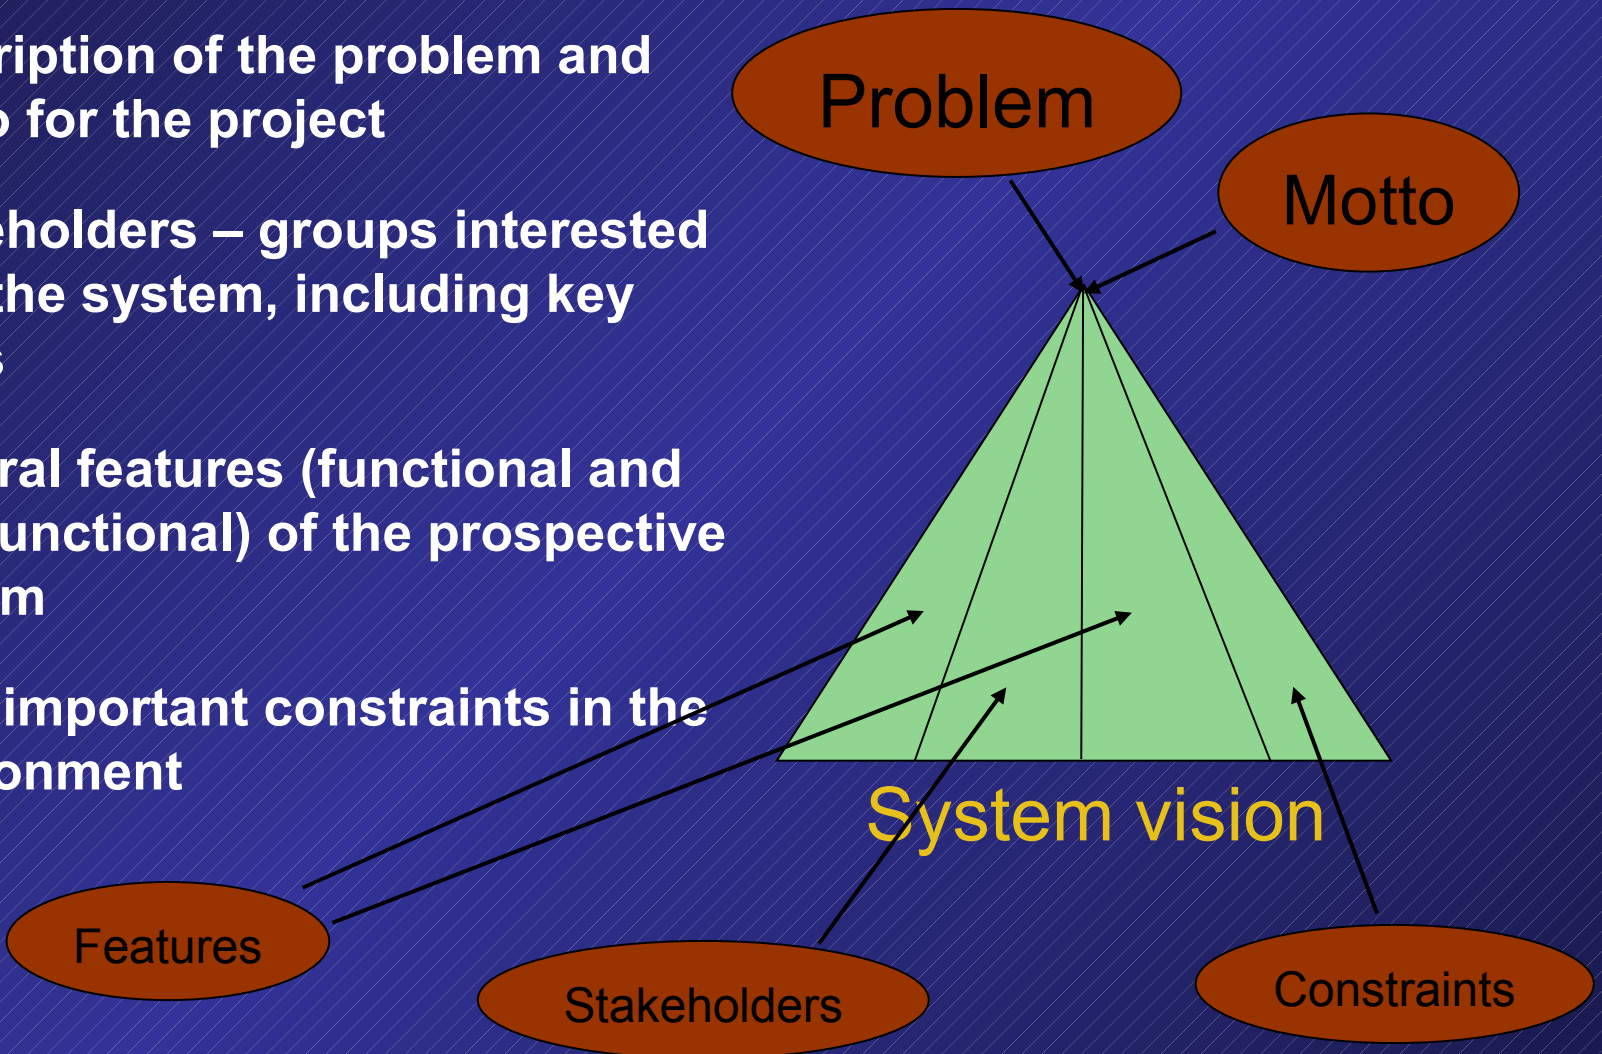 ription of the problem and
o for the project
eholders – groups interested
the system, including key
s
ral features (functional and
unctional) of the prospective
m
important constraints in the
onment
Problem
Motto
System vision
Features
Stakeholders
Constraints